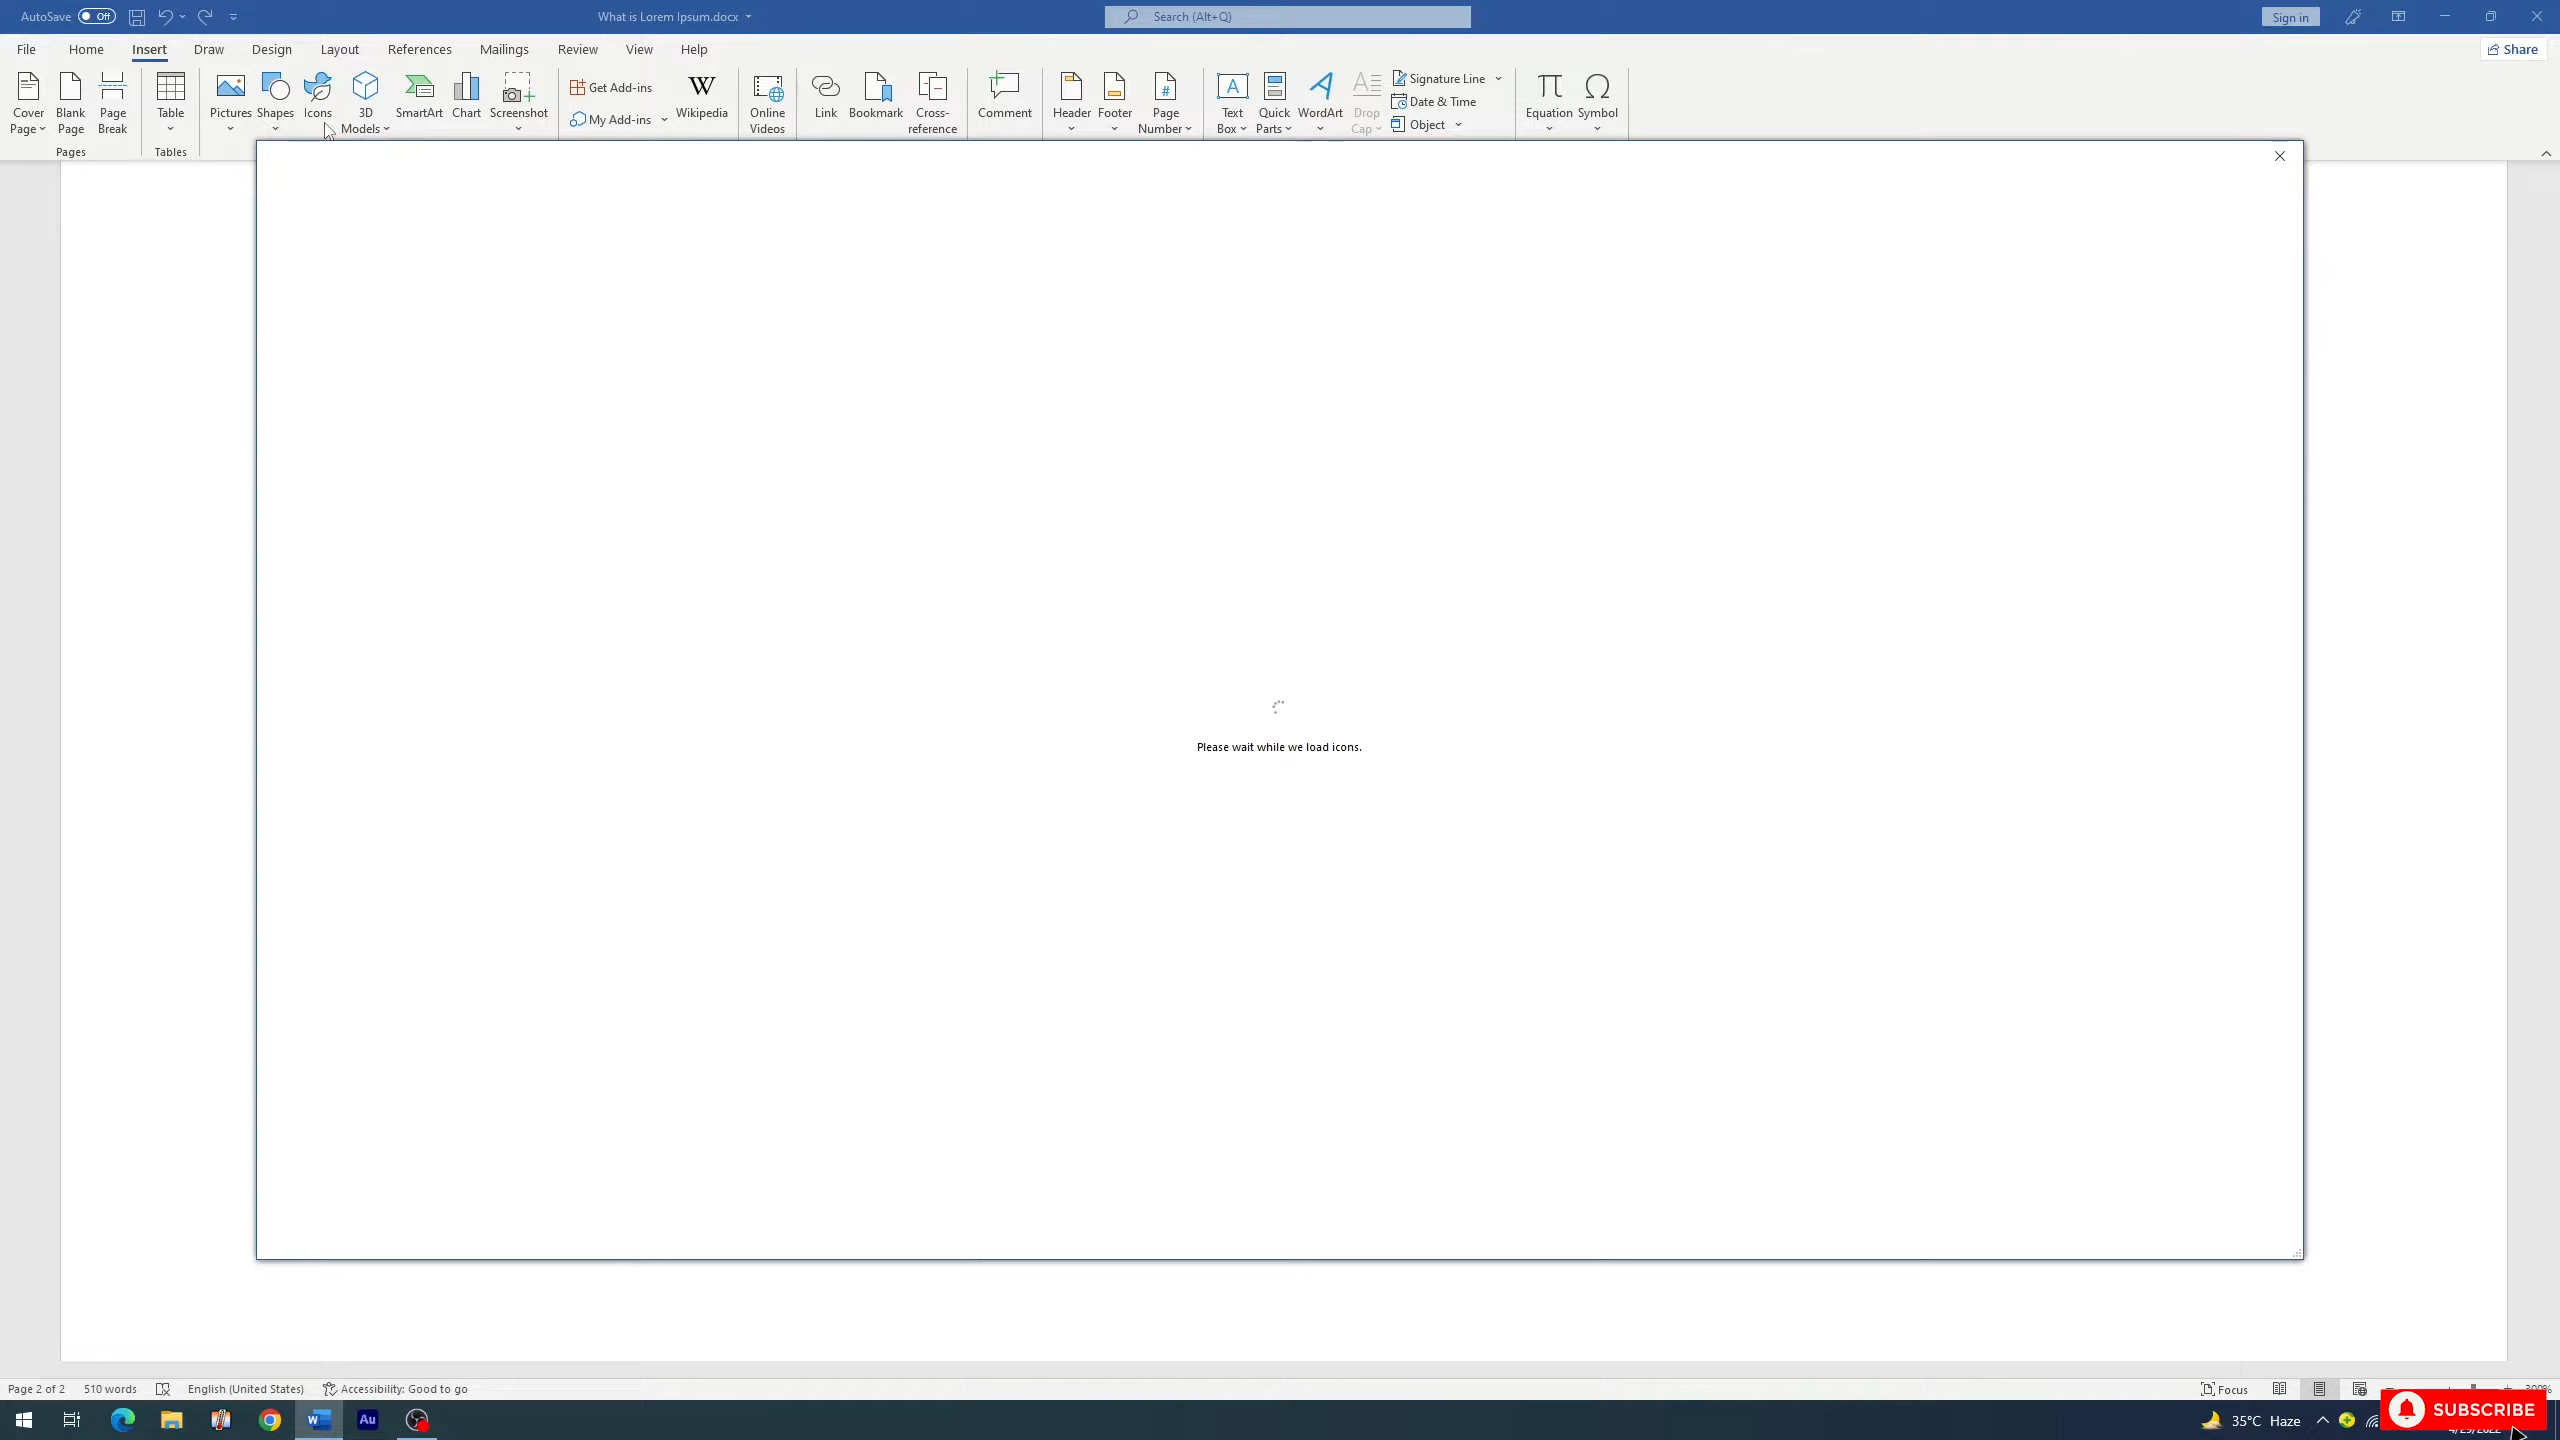 AutoSave Off What is Lorem Ipsum.docx Search (Alt+Q) Sign in
File Home Insert Draw Design Layout References Mailings Review View Help Share
Cover Page
Blank Page
Page Break
Pages
Table
Tables
Pictures
Shapes
Icons
3D Models
SmartArt
Chart
Screenshot
Get Add-ins
My Add-ins
W
Wikipedia
Online Videos
Link
Bookmark
Cross-reference
Comment
Header
Footer
#
Page Number
A
Text Box
Quick Parts
WordArt
Drop Cap
Signature Line
Date & Time
Object
π
Equation
Ω
Symbol
Please wait while we load icons.
Page 2 of 2 510 words English (United States) Accessibility: Good to go Focus
W Au 35°C Haze SUBSCRIBE